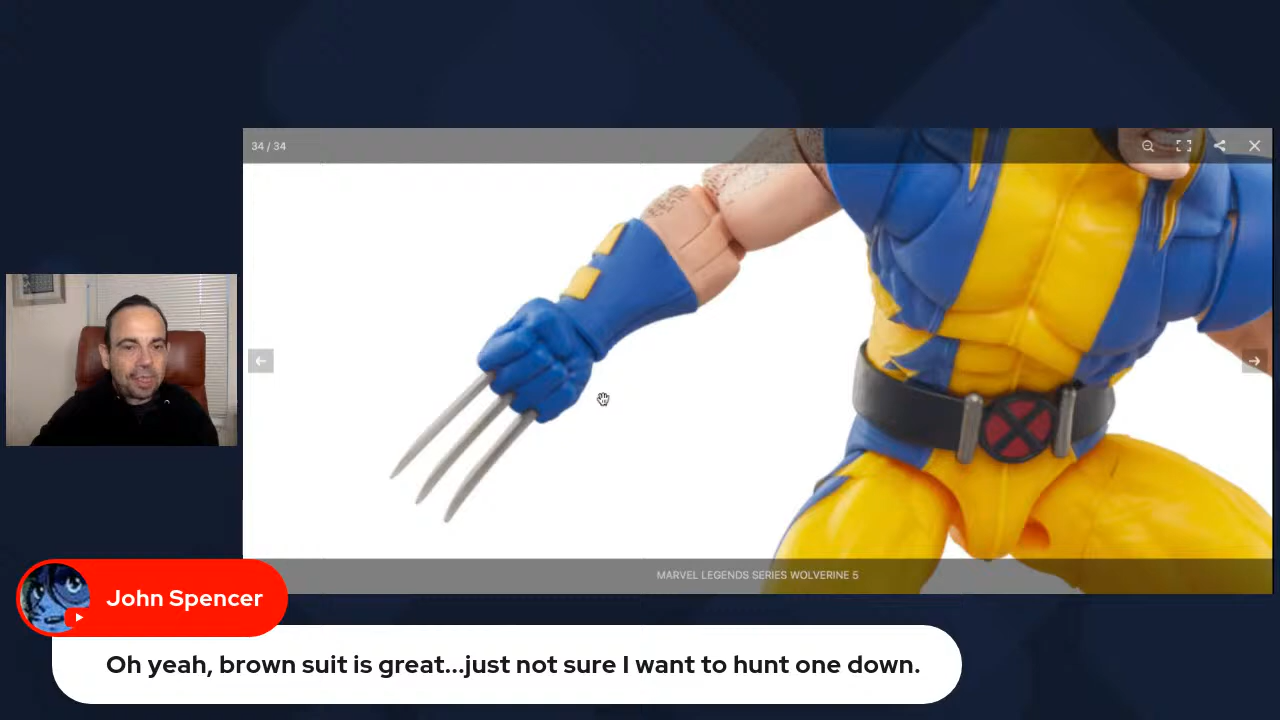 34 / 34
MARVEL LEGENDS SERIES WOLVERINE 5
John Spencer
Oh yeah, brown suit is great...just not sure I want to hunt one down.